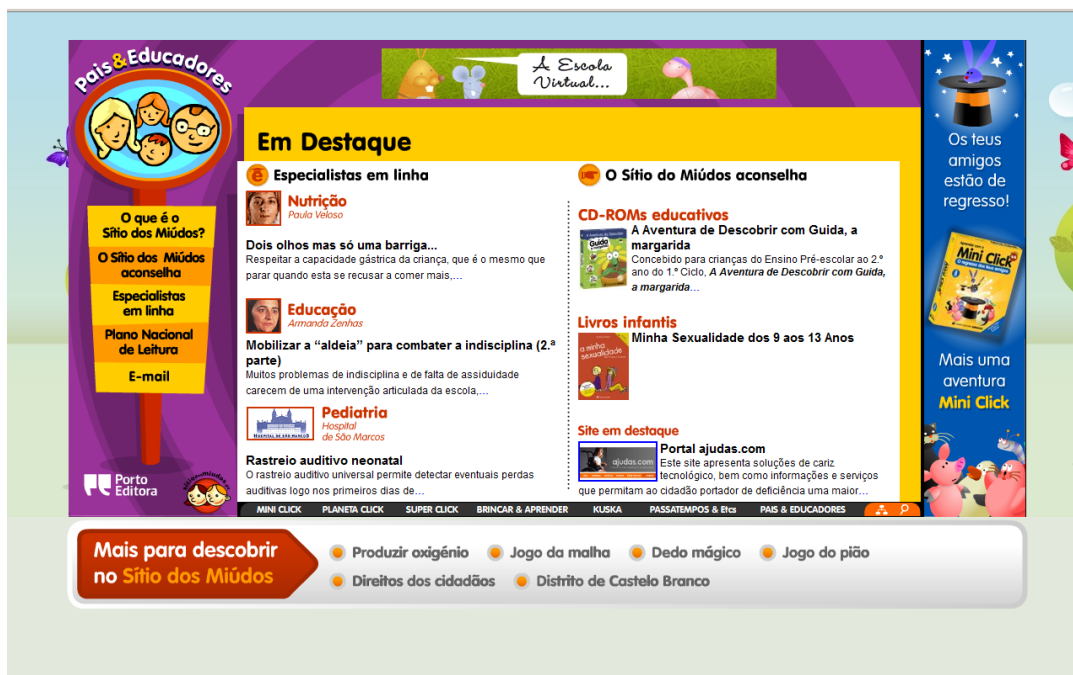 Pais&Educadores
A Escola
Virtual...
Em Destaque
Especialistas em linha
Nutrição
Paula Veloso
Dois olhos mas só uma barriga...
Respeitar a capacidade gástrica da criança, que é o mesmo que
parar quando esta se recusar a comer mais,...
Educação
Armanda Zenhas
Mobilizar a “aldeia” para combater a indisciplina (2.ª
parte)
Muitos problemas de indisciplina e de falta de assiduidade
carecem de uma intervenção articulada da escola,...
HOSPITAL DE SÃO MARCOS
Pediatria
Hospital
de São Marcos
Rastreio auditivo neonatal
O rastreio auditivo universal permite detectar eventuais perdas
auditivas logo nos primeiros dias de...
O Sítio do Miúdos aconselha
CD-ROMs educativos
A Aventura de Descobrir com Guida, a
margarida
Concebido para crianças do Ensino Pré-escolar ao 2.º
ano do 1.º Ciclo, A Aventura de Descobrir com Guida,
a margarida...
Livros infantis
a minha
sexualidade
Minha Sexualidade dos 9 aos 13 Anos
Site em destaque
ajudas.com
Portal ajudas.com
Este site apresenta soluções de cariz
tecnológico, bem como informações e serviços
que permitam ao cidadão portador de deficiência uma maior...
O que é o
Sítio dos Miúdos?
O Sítio dos Miúdos
aconselha
Especialistas
em linha
Plano Nacional
de Leitura
E-mail
Porto
Editora
Os teus
amigos
estão de
regresso!
Mini Click
Mais uma
aventura
Mini Click
MINI CLICK
PLANETA CLICK
SUPER CLICK
BRINCAR & APRENDER
KUSKA
PASSATEMPOS & Etcs
PAIS & EDUCADORES
Mais para descobrir
no Sítio dos Miúdos
Produzir oxigénio
Jogo da malha
Dedo mágico
Jogo do pião
Direitos dos cidadãos
Distrito de Castelo Branco